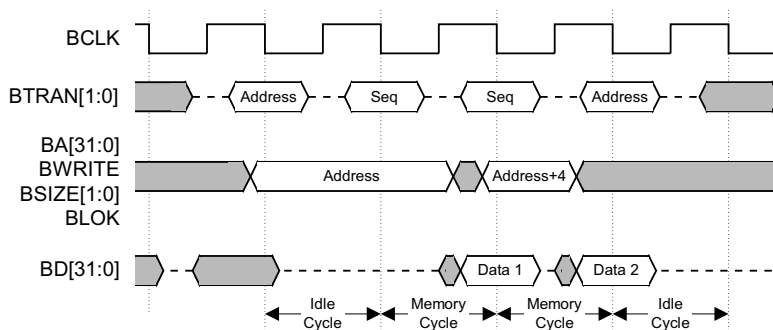 BCLK
BTRAN[1:0] Address Seq Seq Address
BA[31:0]
BWRITE
BSIZE[1:0]
BLOK
Address Address+4
BD[31:0] Data 1 Data 2
Idle Memory Memory Idle
Cycle Cycle Cycle Cycle